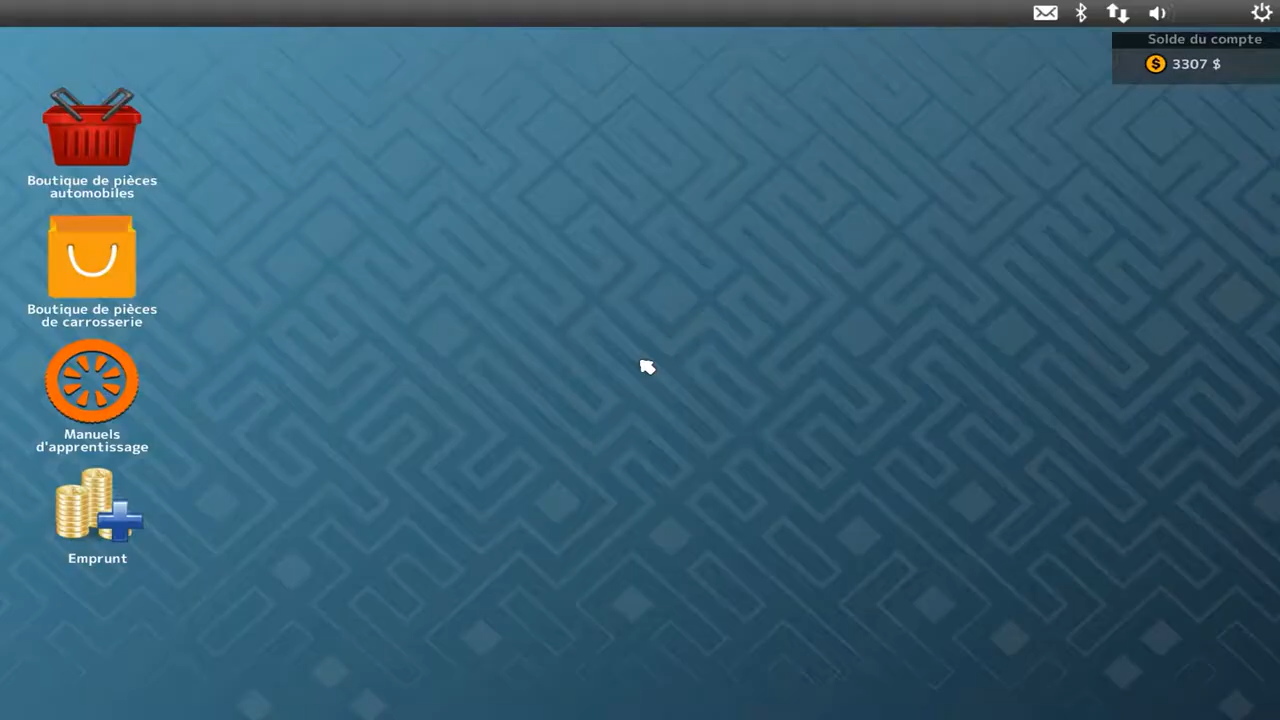 Solde du compte
3307 $
Boutique de pièces
automobiles
Boutique de pièces
de carrosserie
Manuels
d'apprentissage
Emprunt